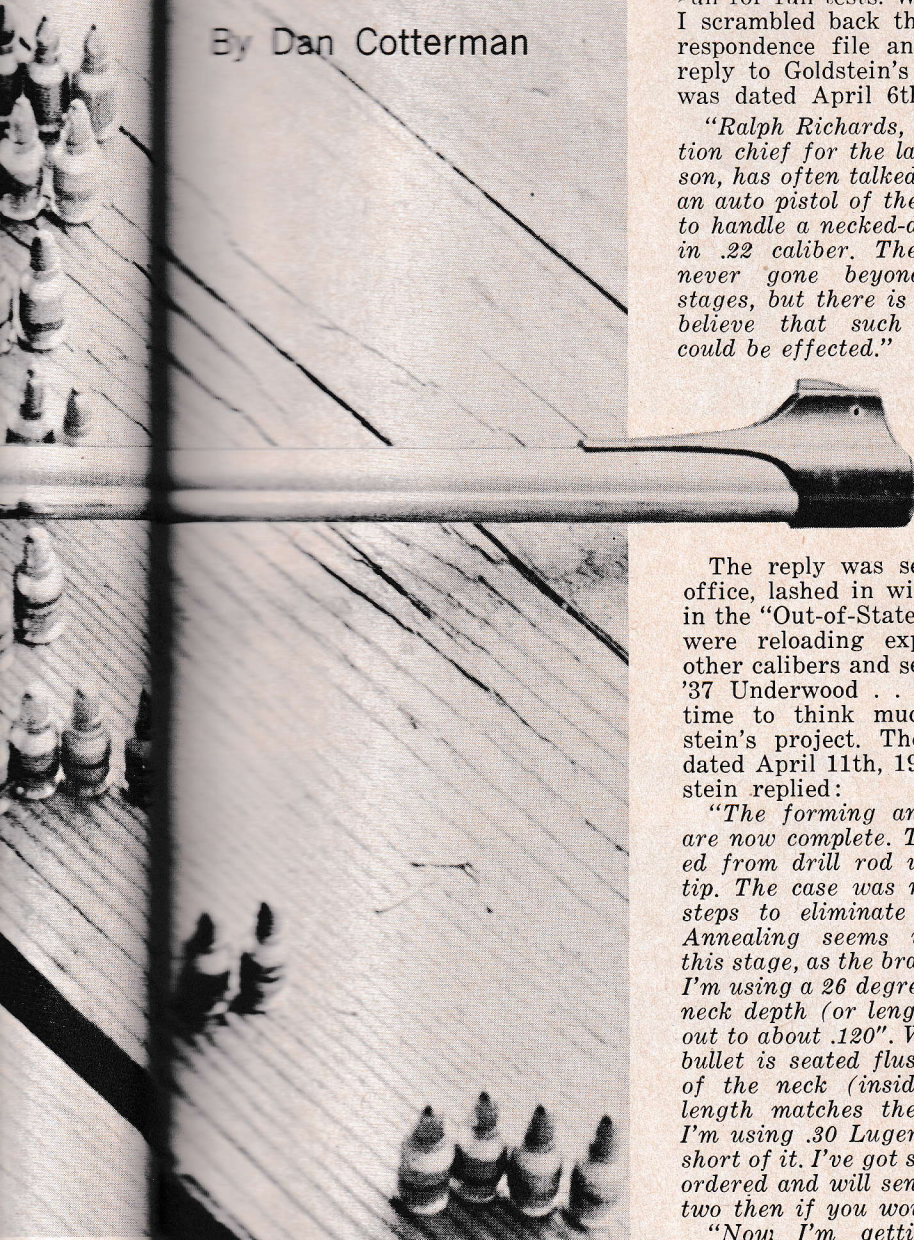 By Dan Cotterman
I scrambled back th
respondence file an
reply to Goldstein's
was dated April 6th
"Ralph Richards,
tion chief for the la
son, has often talked
an auto pistol of the
to handle a necked-d
in .22 caliber. The
never gone beyond
stages, but there is
believe that such
could be effected."
The reply was se
office, lashed in wi
in the "Out-of-State
were reloading exp
other calibers and se
'37 Underwood . .
time to think muc
stein's project. The
dated April 11th, 19
stein replied:
"The forming an
are now complete. T
ed from drill rod u
tip. The case was n
steps to eliminate
Annealing seems
this stage, as the bra
I'm using a 26 degre
neck depth (or leng
out to about .120". V
bullet is seated flus
of the neck (insid
length matches the
I'm using .30 Luger
short of it. I've got s
ordered and will sen
two then if you wou
"Now I'm getti